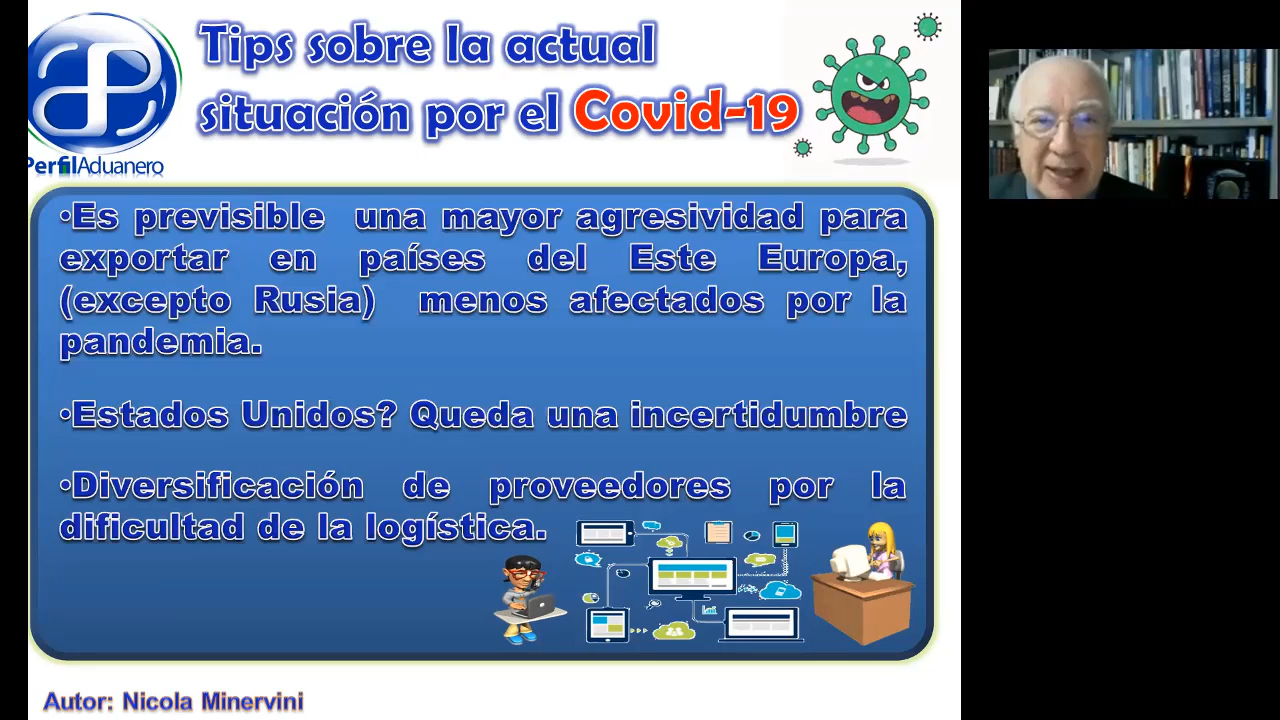 Tips sobre la actual
situación por el Covid-19
PerfilAduanero
•Es previsible una mayor agresividad para
exportar en países del Este Europa,
(excepto Rusia) menos afectados por la
pandemia.
•Estados Unidos? Queda una incertidumbre
•Diversificación de proveedores por la
dificultad de la logística.
Autor: Nicola Minervini